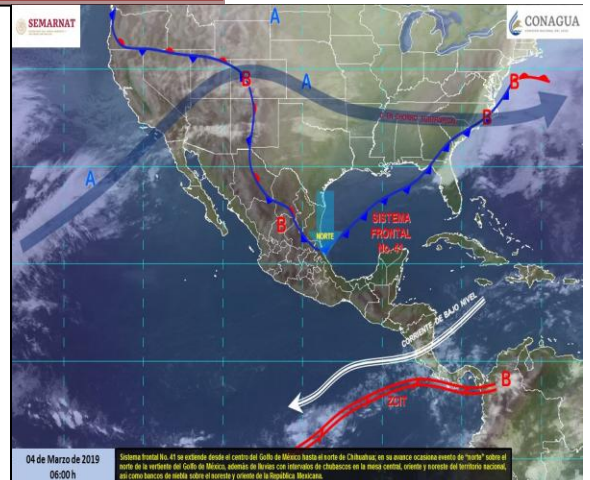 SEMARNAT
CONAGUA
A
A
B
B
B
A
B
NORTE
SISTEMA
FRONTAL
No. 41
CORRIENTE DE BAJO NIVEL
B
ZCIT
04 de Marzo de 2019
06:00 h
Sistema frontal No. 41 se extiende desde el centro del Golfo de México hasta el norte de Chihuahua; en su avance ocasiona evento de "norte" sobre el
norte de la vertiente del Golfo de México, además de lluvias con intervalos de chubascos en la mesa central, oriente y noreste del territorio nacional,
así como bancos de niebla sobre el noreste y oriente de la República Mexicana.